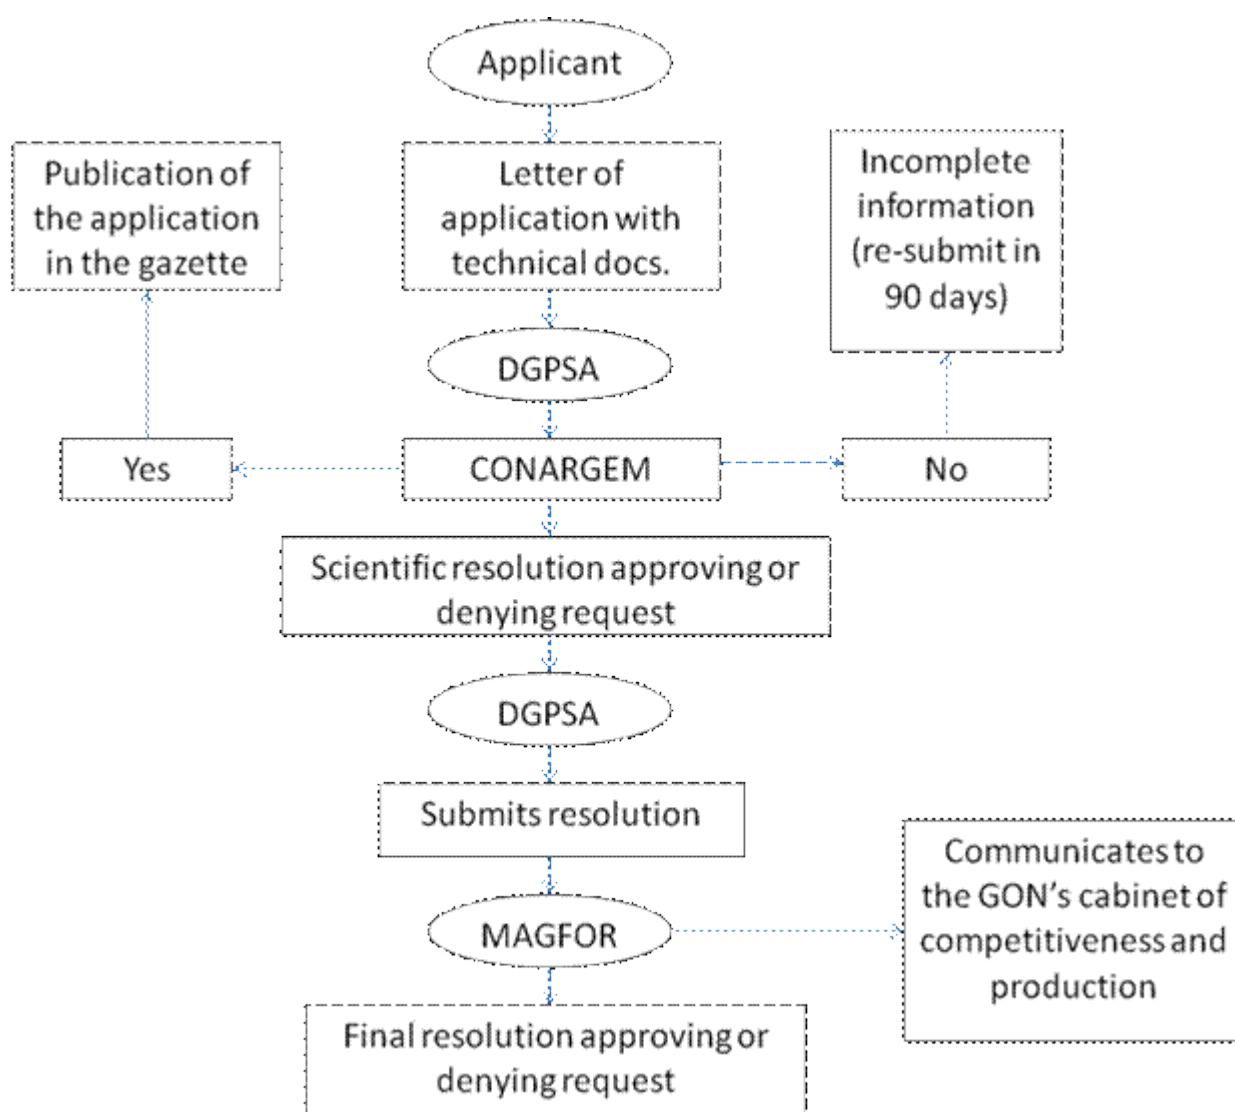 Applicant
Publication of
the application
in the gazette
Letter of
application with
technical docs.
Incomplete
information
(re-submit in
90 days)
DGPSA
Yes
CONARGEM
No
Scientific resolution approving or
denying request
DGPSA
Submits resolution
MAGFOR
Communicates to
the GON's cabinet of
competitiveness and
production
Final resolution approving or
denying request